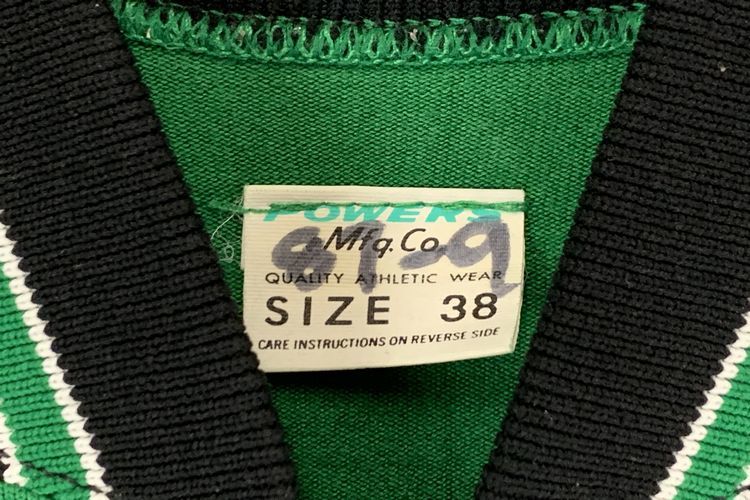 POWERS
Mfg. Co.
QUALITY ATHLETIC WEAR
SIZE 38
CARE INSTRUCTIONS ON REVERSE SIDE